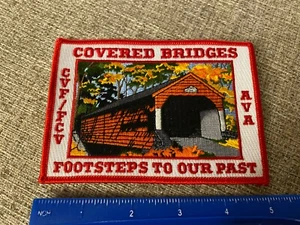 COVERED BRIDGES
CVF/FCV
AVA
FOOTSTEPS TO OUR PAST
1 2 3 4 5